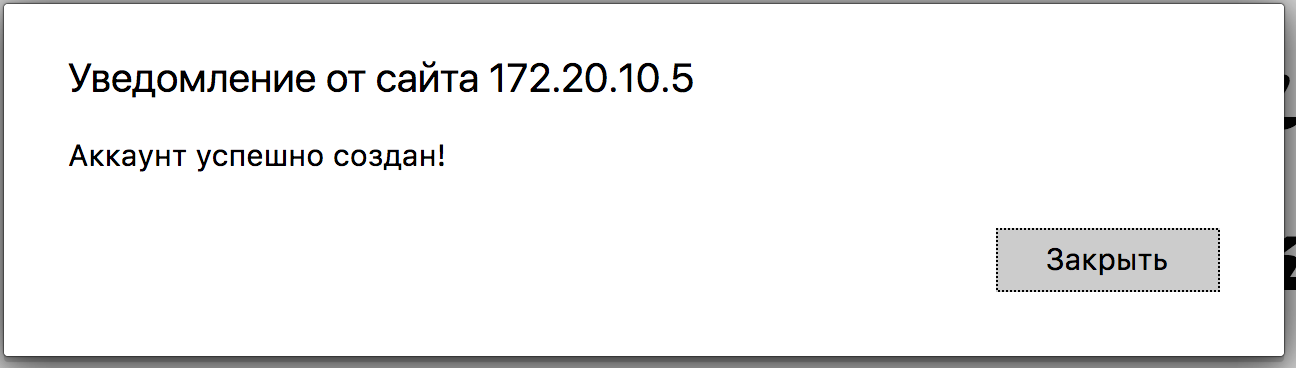 Уведомление от сайта 172.20.10.5
Аккаунт успешно создан!
Закрыть